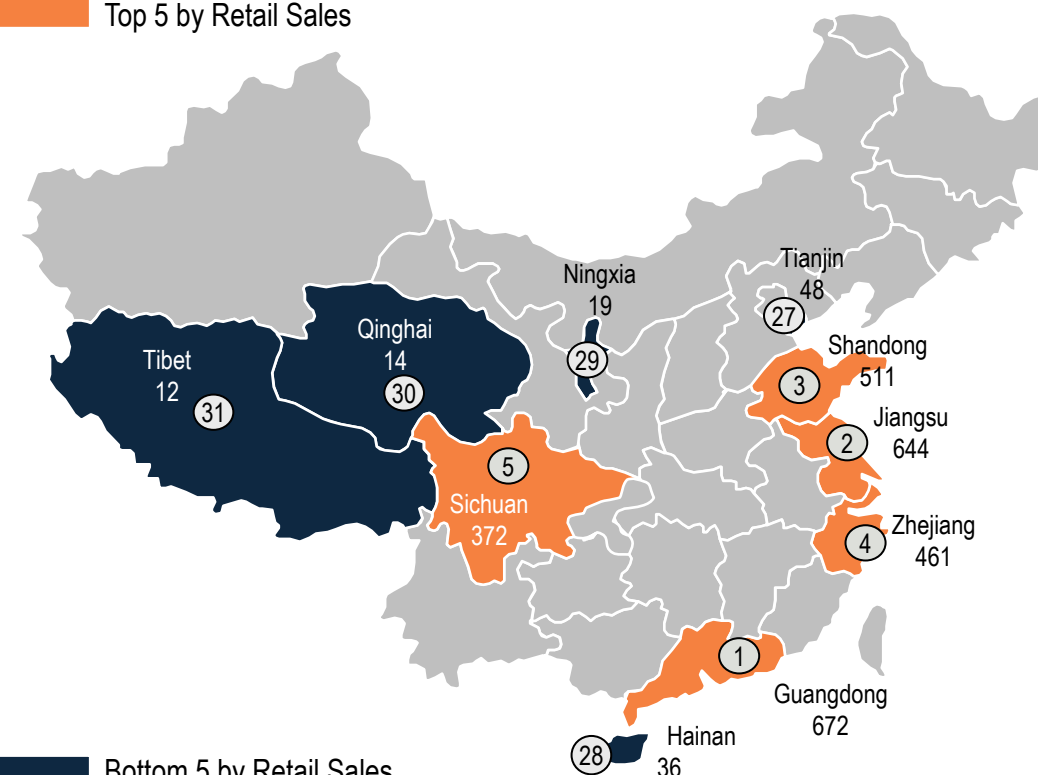 Top 5 by Retail Sales
Tianjin
48
27
Ningxia
19
29
Qinghai
14
30
Tibet
12
31
Shandong
511
3
Jiangsu
644
2
5
Sichuan
372
Zhejiang
461
4
1
Guangdong
672
Hainan
36
28
Bottom 5 by Retail Sales